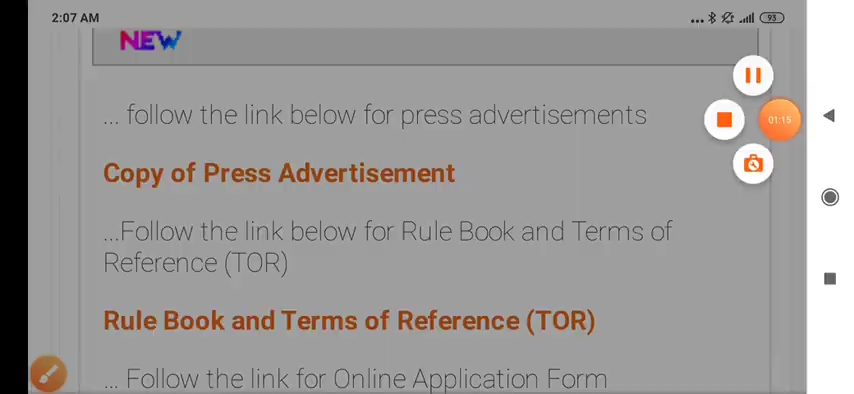 2:07 AM
93
NEW
... follow the link below for press advertisements
01:15
Copy of Press Advertisement
...Follow the link below for Rule Book and Terms of
Reference (TOR)
Rule Book and Terms of Reference (TOR)
... Follow the link for Online Application Form